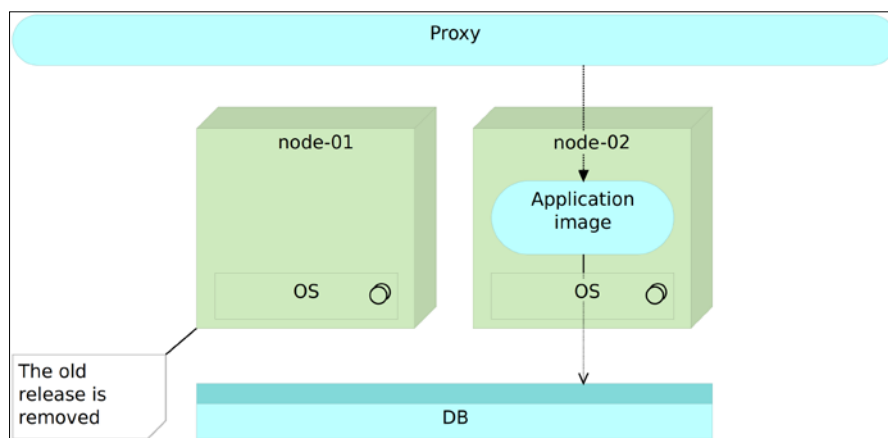 Proxy
node-01
node-02
Application
image
OS
OS
The old
release is
removed
DB